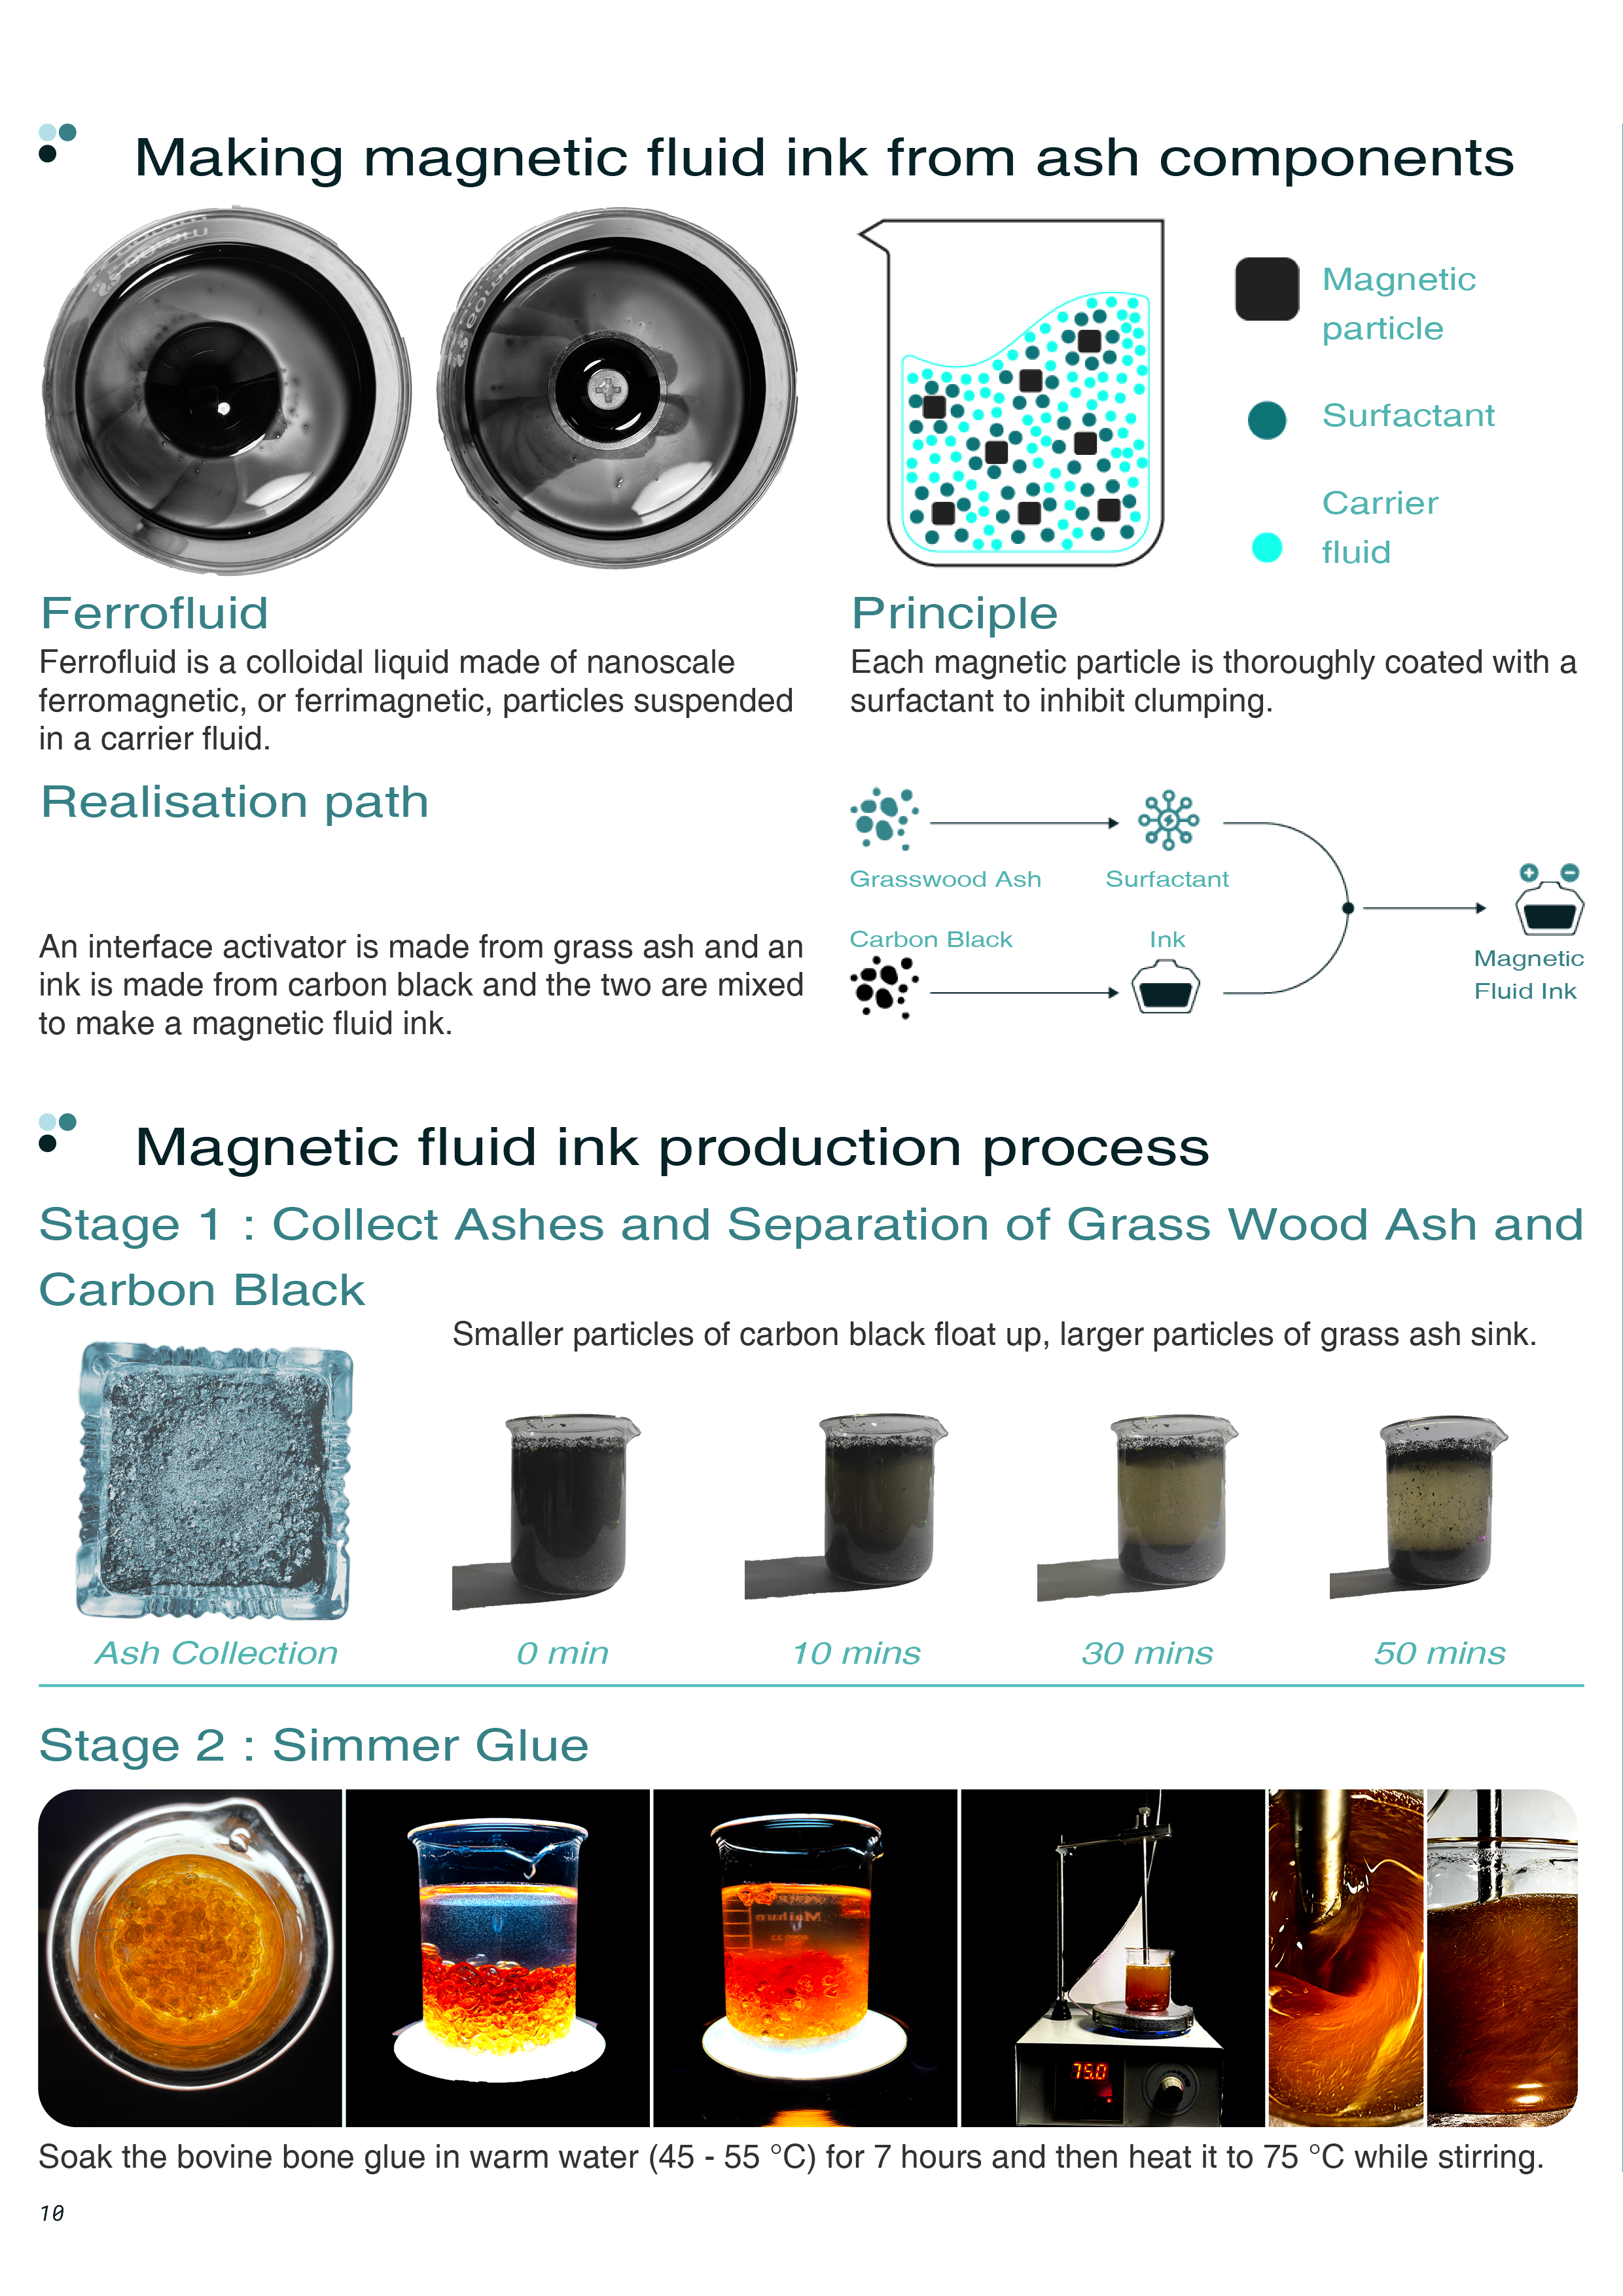 Making magnetic fluid ink from ash components
Magnetic
particle
Surfactant
Carrier
fluid
Ferrofluid
Ferrofluid is a colloidal liquid made of nanoscale
ferromagnetic, or ferrimagnetic, particles suspended
in a carrier fluid.
Principle
Each magnetic particle is thoroughly coated with a
surfactant to inhibit clumping.
Realisation path
An interface activator is made from grass ash and an
ink is made from carbon black and the two are mixed
to make a magnetic fluid ink.
Grasswood Ash
Surfactant
Carbon Black
Ink
Magnetic
Fluid Ink
Magnetic fluid ink production process
Stage 1 : Collect Ashes and Separation of Grass Wood Ash and
Carbon Black
Smaller particles of carbon black float up, larger particles of grass ash sink.
Ash Collection
0 min
10 mins
30 mins
50 mins
Stage 2 : Simmer Glue
75.0
Soak the bovine bone glue in warm water (45 - 55 °C) for 7 hours and then heat it to 75 °C while stirring.
10